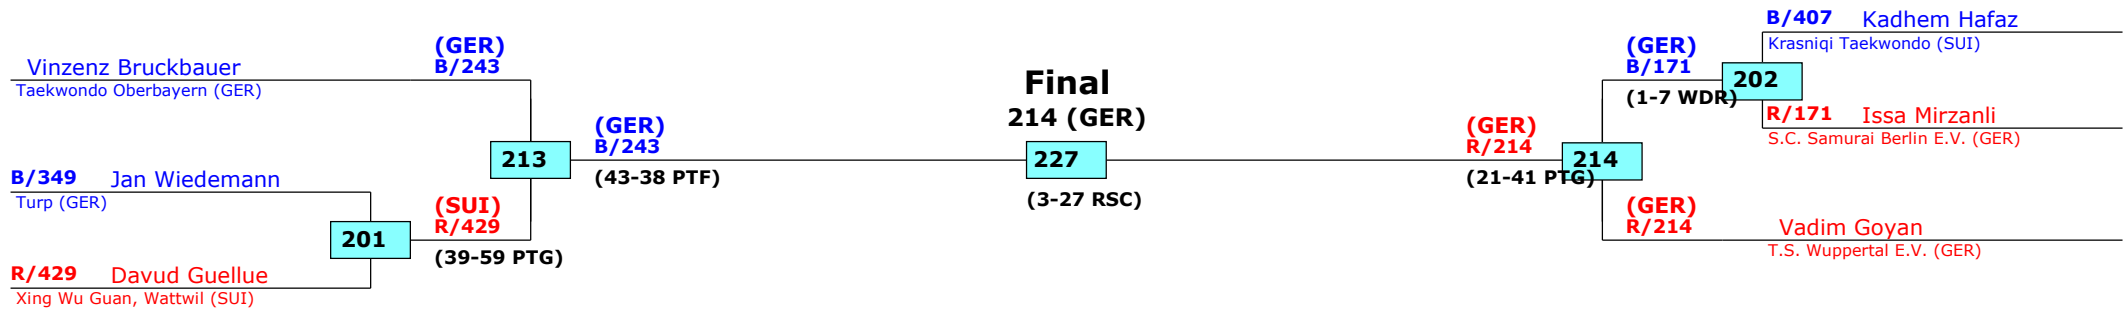 Vinzenz Bruckbauer
Taekwondo Oberbayern (GER)
(GER)
B/243
B/349 Jan Wiedemann
Turp (GER)
201
R/429 Davud Guellue
Xing Wu Guan, Wattwil (SUI)
(SUI)
R/429
(39-59 PTG)
213
(GER)
B/243
(43-38 PTF)
Final
214 (GER)
227
(3-27 RSC)
(GER)
R/214
(21-41 PTG)
214
(GER)
B/171
(1-7 WDR)
202
B/407 Kadhem Hafaz
Krasniqi Taekwondo (SUI)
R/171 Issa Mirzanli
S.C. Samurai Berlin E.V. (GER)
(GER)
R/214
Vadim Goyan
T.S. Wuppertal E.V. (GER)